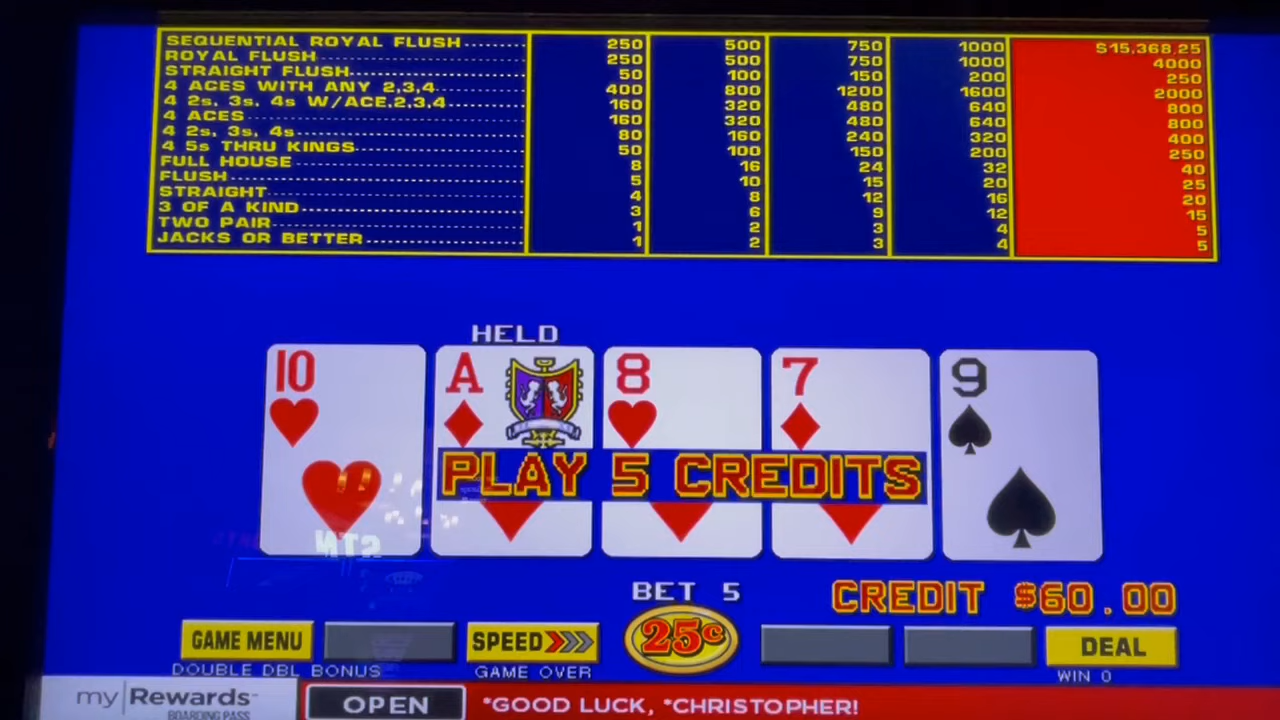 SEQUENTIAL ROYAL FLUSH 250 500 750 1000 $15,368.25
ROYAL FLUSH 250 500 750 1000 4000
STRAIGHT FLUSH 50 100 150 200 250
4 ACES WITH ANY 2,3,4 400 800 1200 1600 2000
4 2s, 3s, 4s W/ACE,2,3,4 160 320 480 640 800
4 ACES 160 320 480 640 800
4 2s, 3s, 4s 80 160 240 320 400
4 5s THRU KINGS 50 100 150 200 250
FULL HOUSE 8 16 24 32 40
FLUSH 5 10 15 20 25
STRAIGHT 4 8 12 16 20
3 OF A KIND 3 6 9 12 15
TWO PAIR 1 2 3 4 5
JACKS OR BETTER 1 2 3 4 5
HELD
10 A 8 7 9
PLAY 5 CREDITS
BET 5 CREDIT $60.00
GAME MENU SPEED 25¢ DEAL
DOUBLE DBL BONUS GAME OVER WIN 0
my|Rewards™ OPEN *GOOD LUCK, *CHRISTOPHER!
BOARDING PASS